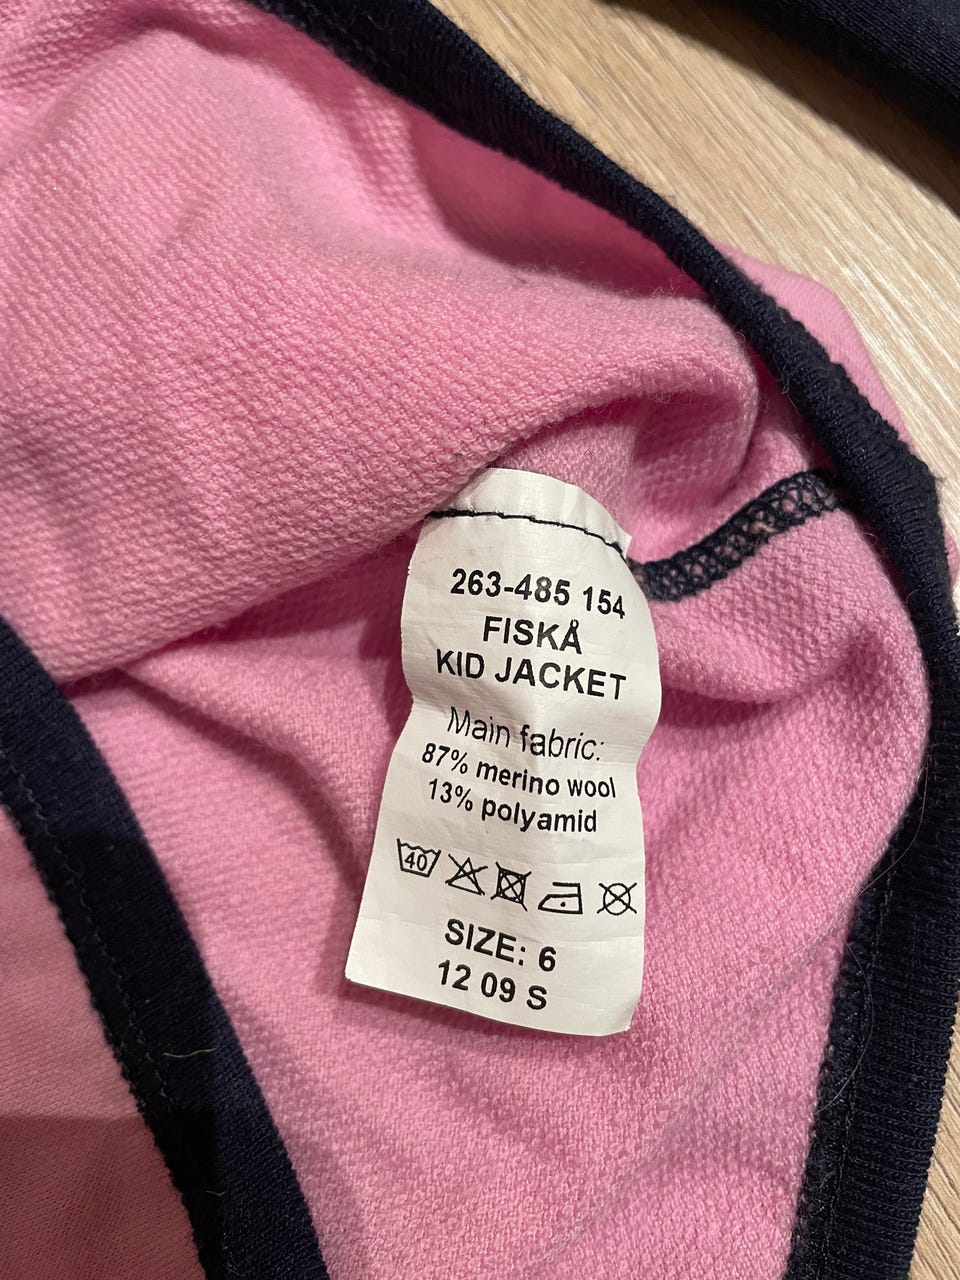 263-485 154
FISKÅ
KID JACKET
Main fabric:
87% merino wool
13% polyamid
40
SIZE: 6
12 09 S